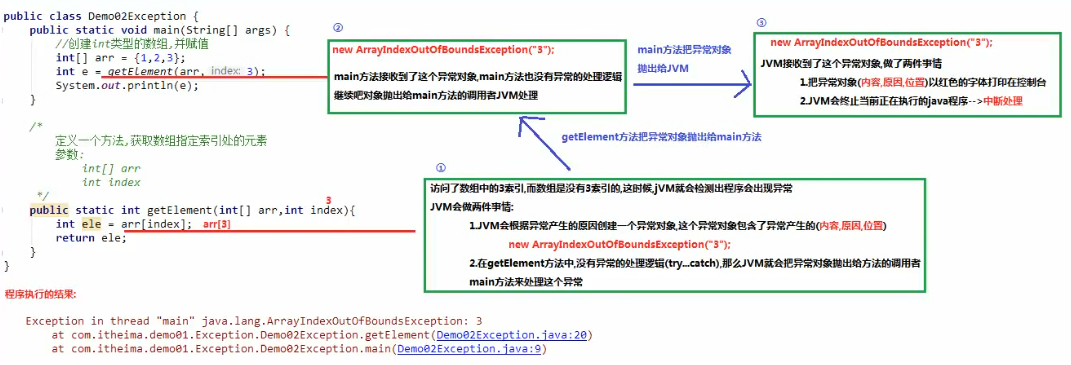 public class Demo02Exception {
public static void main(String[] args) {
//创建int类型的数组,并赋值
int[] arr = {1,2,3};
int e = getElement(arr, index: 3);
System.out.println(e);
}
/*
定义一个方法,获取数组指定索引处的元素
参数:
int[] arr
int index
*/
3
public static int getElement(int[] arr,int index){
int ele = arr[index]; arr[3]
return ele;
}
}
②
new ArrayIndexOutOfBoundsException("3");
main方法接收到了这个异常对象,main方法也没有异常的处理逻辑
继续吧对象抛出给main方法的调用者JVM处理
main方法把异常对象
抛出给JVM
③
new ArrayIndexOutOfBoundsException("3");
JVM接收到了这个异常对象,做了两件事情
1.把异常对象(内容,原因,位置)以红色的字体打印在控制台
2.JVM会终止当前正在执行的java程序-->中断处理
getElement方法把异常对象抛出给main方法
①
访问了数组中的3索引,而数组是没有3索引的,这时候,jVM就会检测出程序会出现异常
JVM会做两件事情:
1.JVM会根据异常产生的原因创建一个异常对象,这个异常对象包含了异常产生的(内容,原因,位置)
new ArrayIndexOutOfBoundsException("3");
2.在getElement方法中,没有异常的处理逻辑(try...catch),那么JVM就会把异常对象抛出给方法的调用者
main方法来处理这个异常
程序执行的结果:
Exception in thread "main" java.lang.ArrayIndexOutOfBoundsException: 3
at com.itheima.demo01.Exception.Demo02Exception.getElement(Demo02Exception.java:20)
at com.itheima.demo01.Exception.Demo02Exception.main(Demo02Exception.java:9)